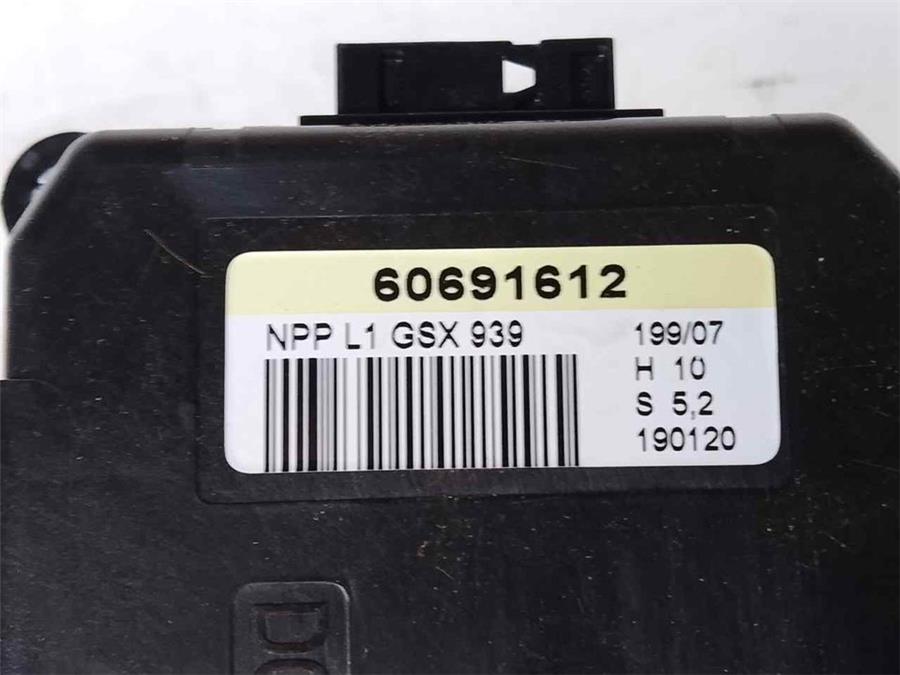 60691612
NPP L1 GSX 939
199/07
H 10
S 5,2
190120